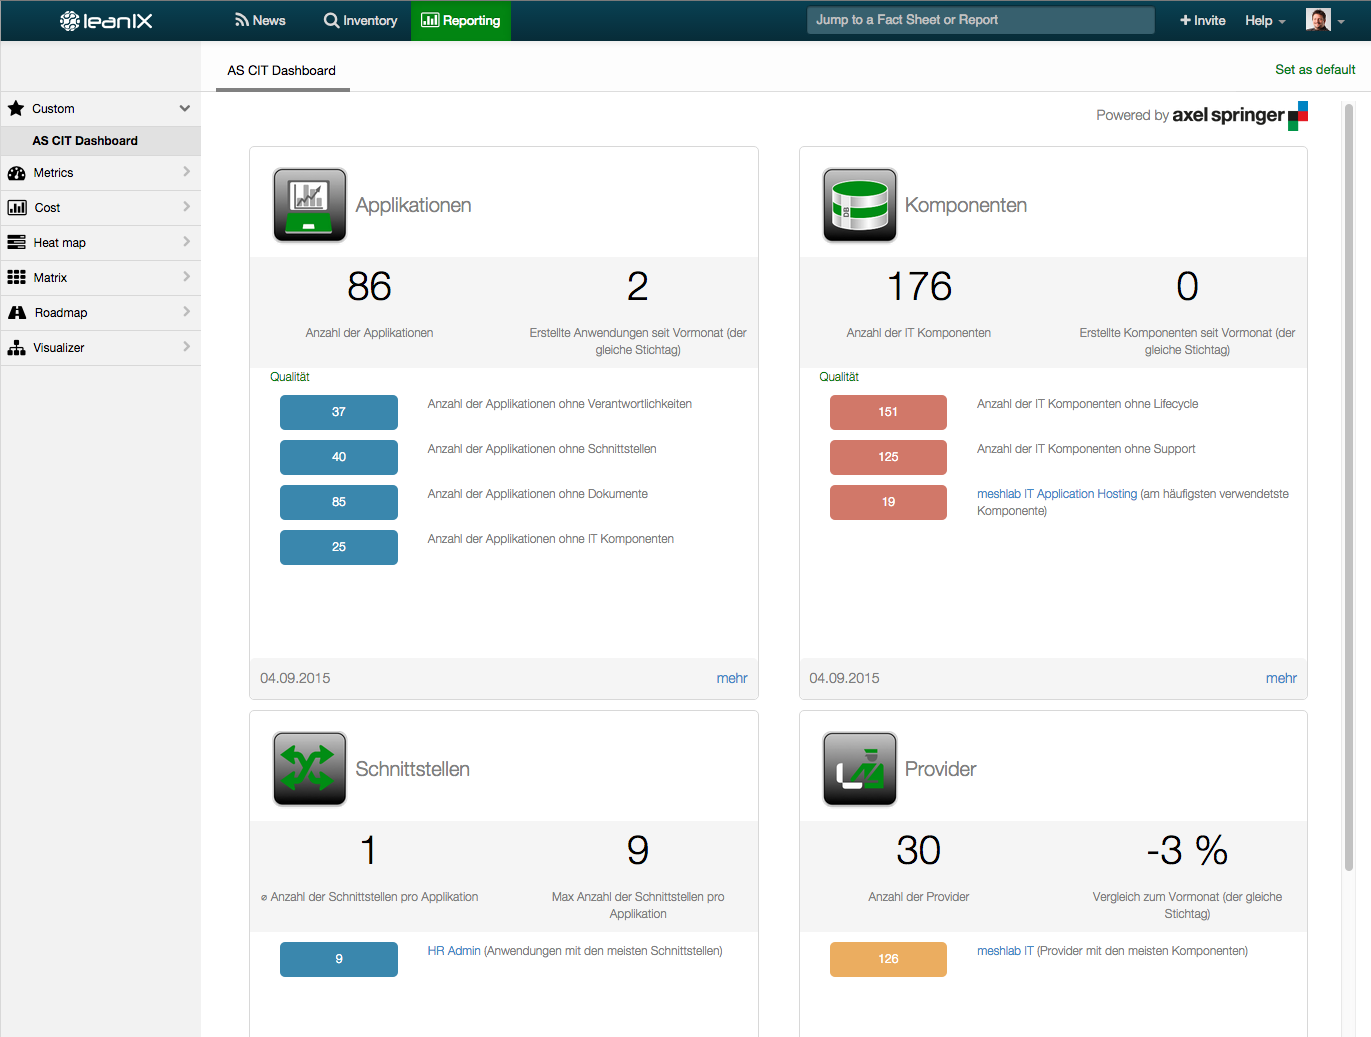 leanIX
News
Inventory
Reporting
Jump to a Fact Sheet or Report
Invite
Help
AS CIT Dashboard
Set as default
Custom
AS CIT Dashboard
Metrics
Cost
Heat map
Matrix
Roadmap
Visualizer
Powered by axel springer
Applikationen
86
Anzahl der Applikationen
2
Erstellte Anwendungen seit Vormonat (der
gleiche Stichtag)
Qualität
37 Anzahl der Applikationen ohne Verantwortlichkeiten
40 Anzahl der Applikationen ohne Schnittstellen
85 Anzahl der Applikationen ohne Dokumente
25 Anzahl der Applikationen ohne IT Komponenten
04.09.2015 mehr
DB
Komponenten
176
Anzahl der IT Komponenten
0
Erstellte Komponenten seit Vormonat (der
gleiche Stichtag)
Qualität
151 Anzahl der IT Komponenten ohne Lifecycle
125 Anzahl der IT Komponenten ohne Support
19 meshlab IT Application Hosting (am häufigsten verwendetste
Komponente)
04.09.2015 mehr
Schnittstellen
1
ø Anzahl der Schnittstellen pro Applikation
9
Max Anzahl der Schnittstellen pro
Applikation
9 HR Admin (Anwendungen mit den meisten Schnittstellen)
Provider
30
Anzahl der Provider
-3 %
Vergleich zum Vormonat (der gleiche
Stichtag)
126 meshlab IT (Provider mit den meisten Komponenten)